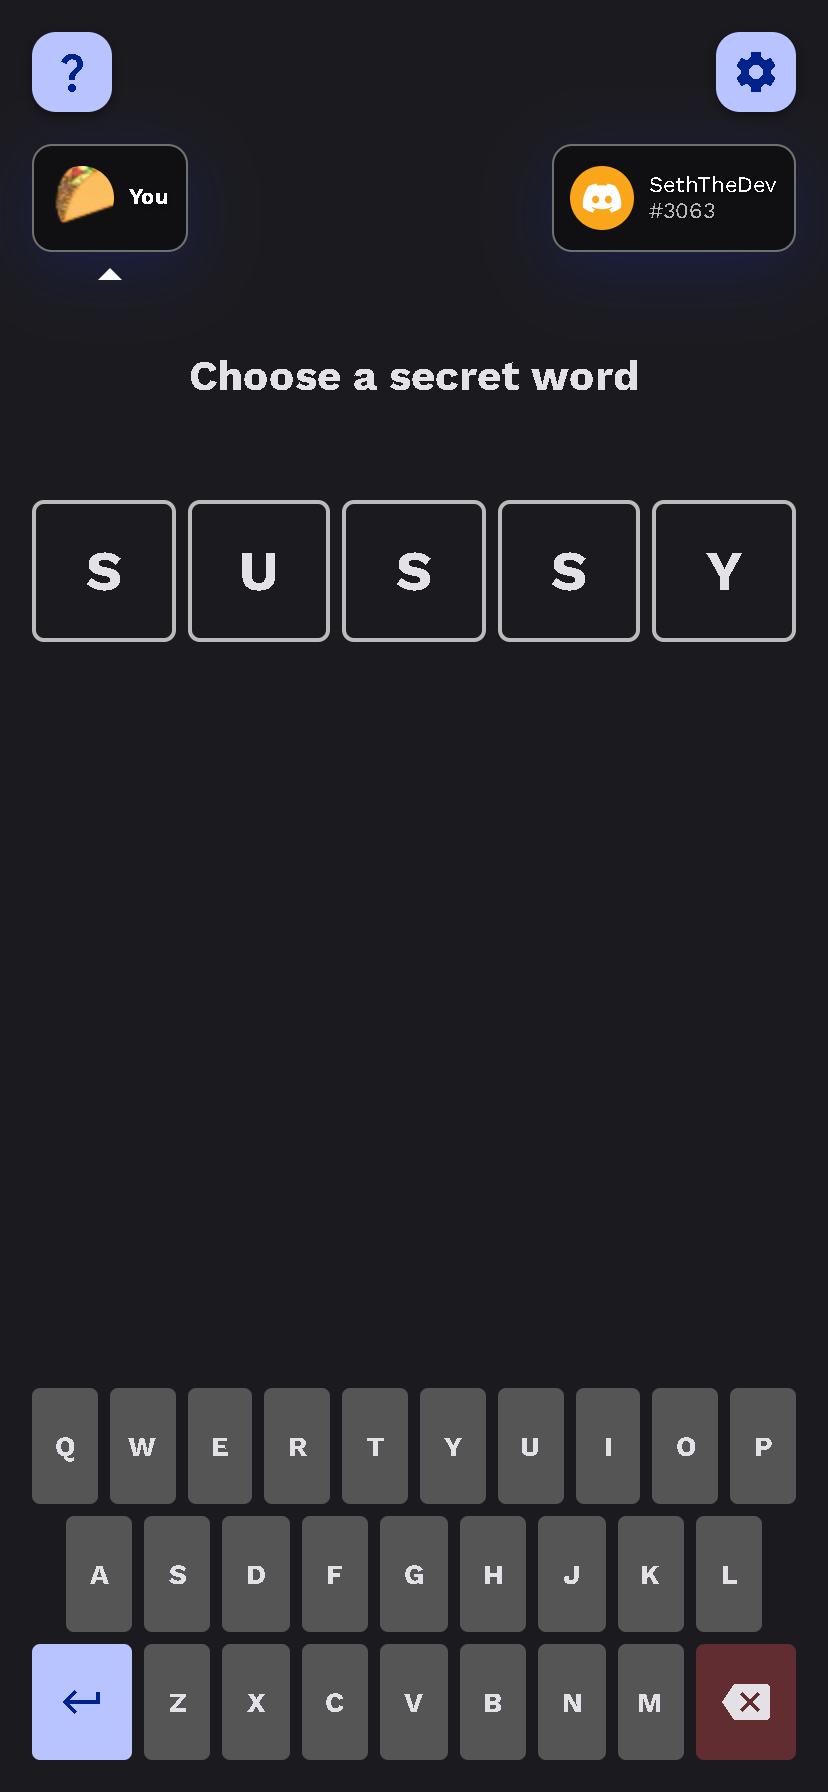 ?
You
SethTheDev
#3063
Choose a secret word
S U S S Y
Q W E R T Y U I O P
A S D F G H J K L
Z X C V B N M